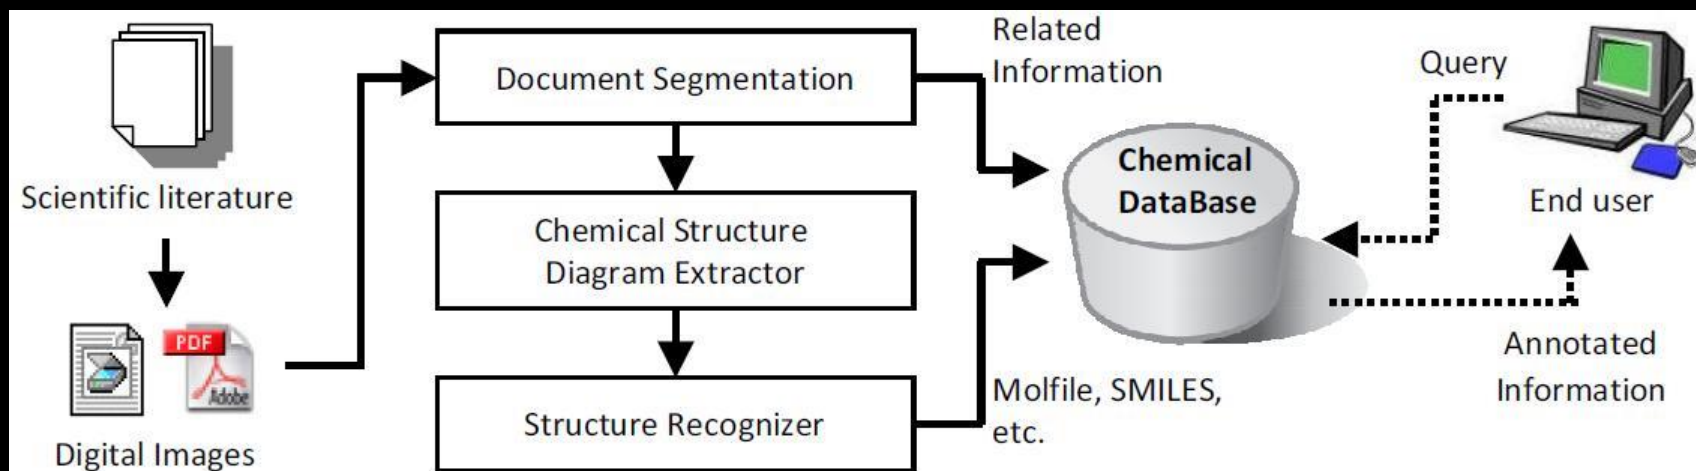 Scientific literature
PDF
Adobe
Digital Images
Document Segmentation
Chemical Structure
Diagram Extractor
Structure Recognizer
Related
Information
Chemical
DataBase
Molfile, SMILES,
etc.
Query
End user
Annotated
Information